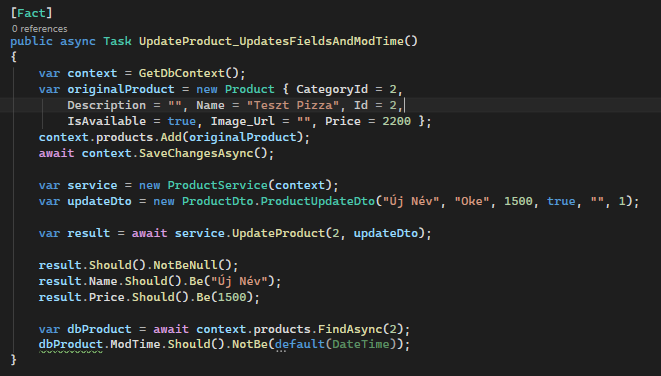 [Fact]
0 references
public async Task UpdateProduct_UpdatesFieldsAndModTime()
{
    var context = GetDbContext();
    var originalProduct = new Product { CategoryId = 2,
        Description = "", Name = "Teszt Pizza", Id = 2,
        IsAvailable = true, Image_Url = "", Price = 2200 };
    context.products.Add(originalProduct);
    await context.SaveChangesAsync();

    var service = new ProductService(context);
    var updateDto = new ProductDto.ProductUpdateDto("Új Név", "Oke", 1500, true, "", 1);

    var result = await service.UpdateProduct(2, updateDto);

    result.Should().NotBeNull();
    result.Name.Should().Be("Új Név");
    result.Price.Should().Be(1500);

    var dbProduct = await context.products.FindAsync(2);
    dbProduct.ModTime.Should().NotBe(default(DateTime));
}